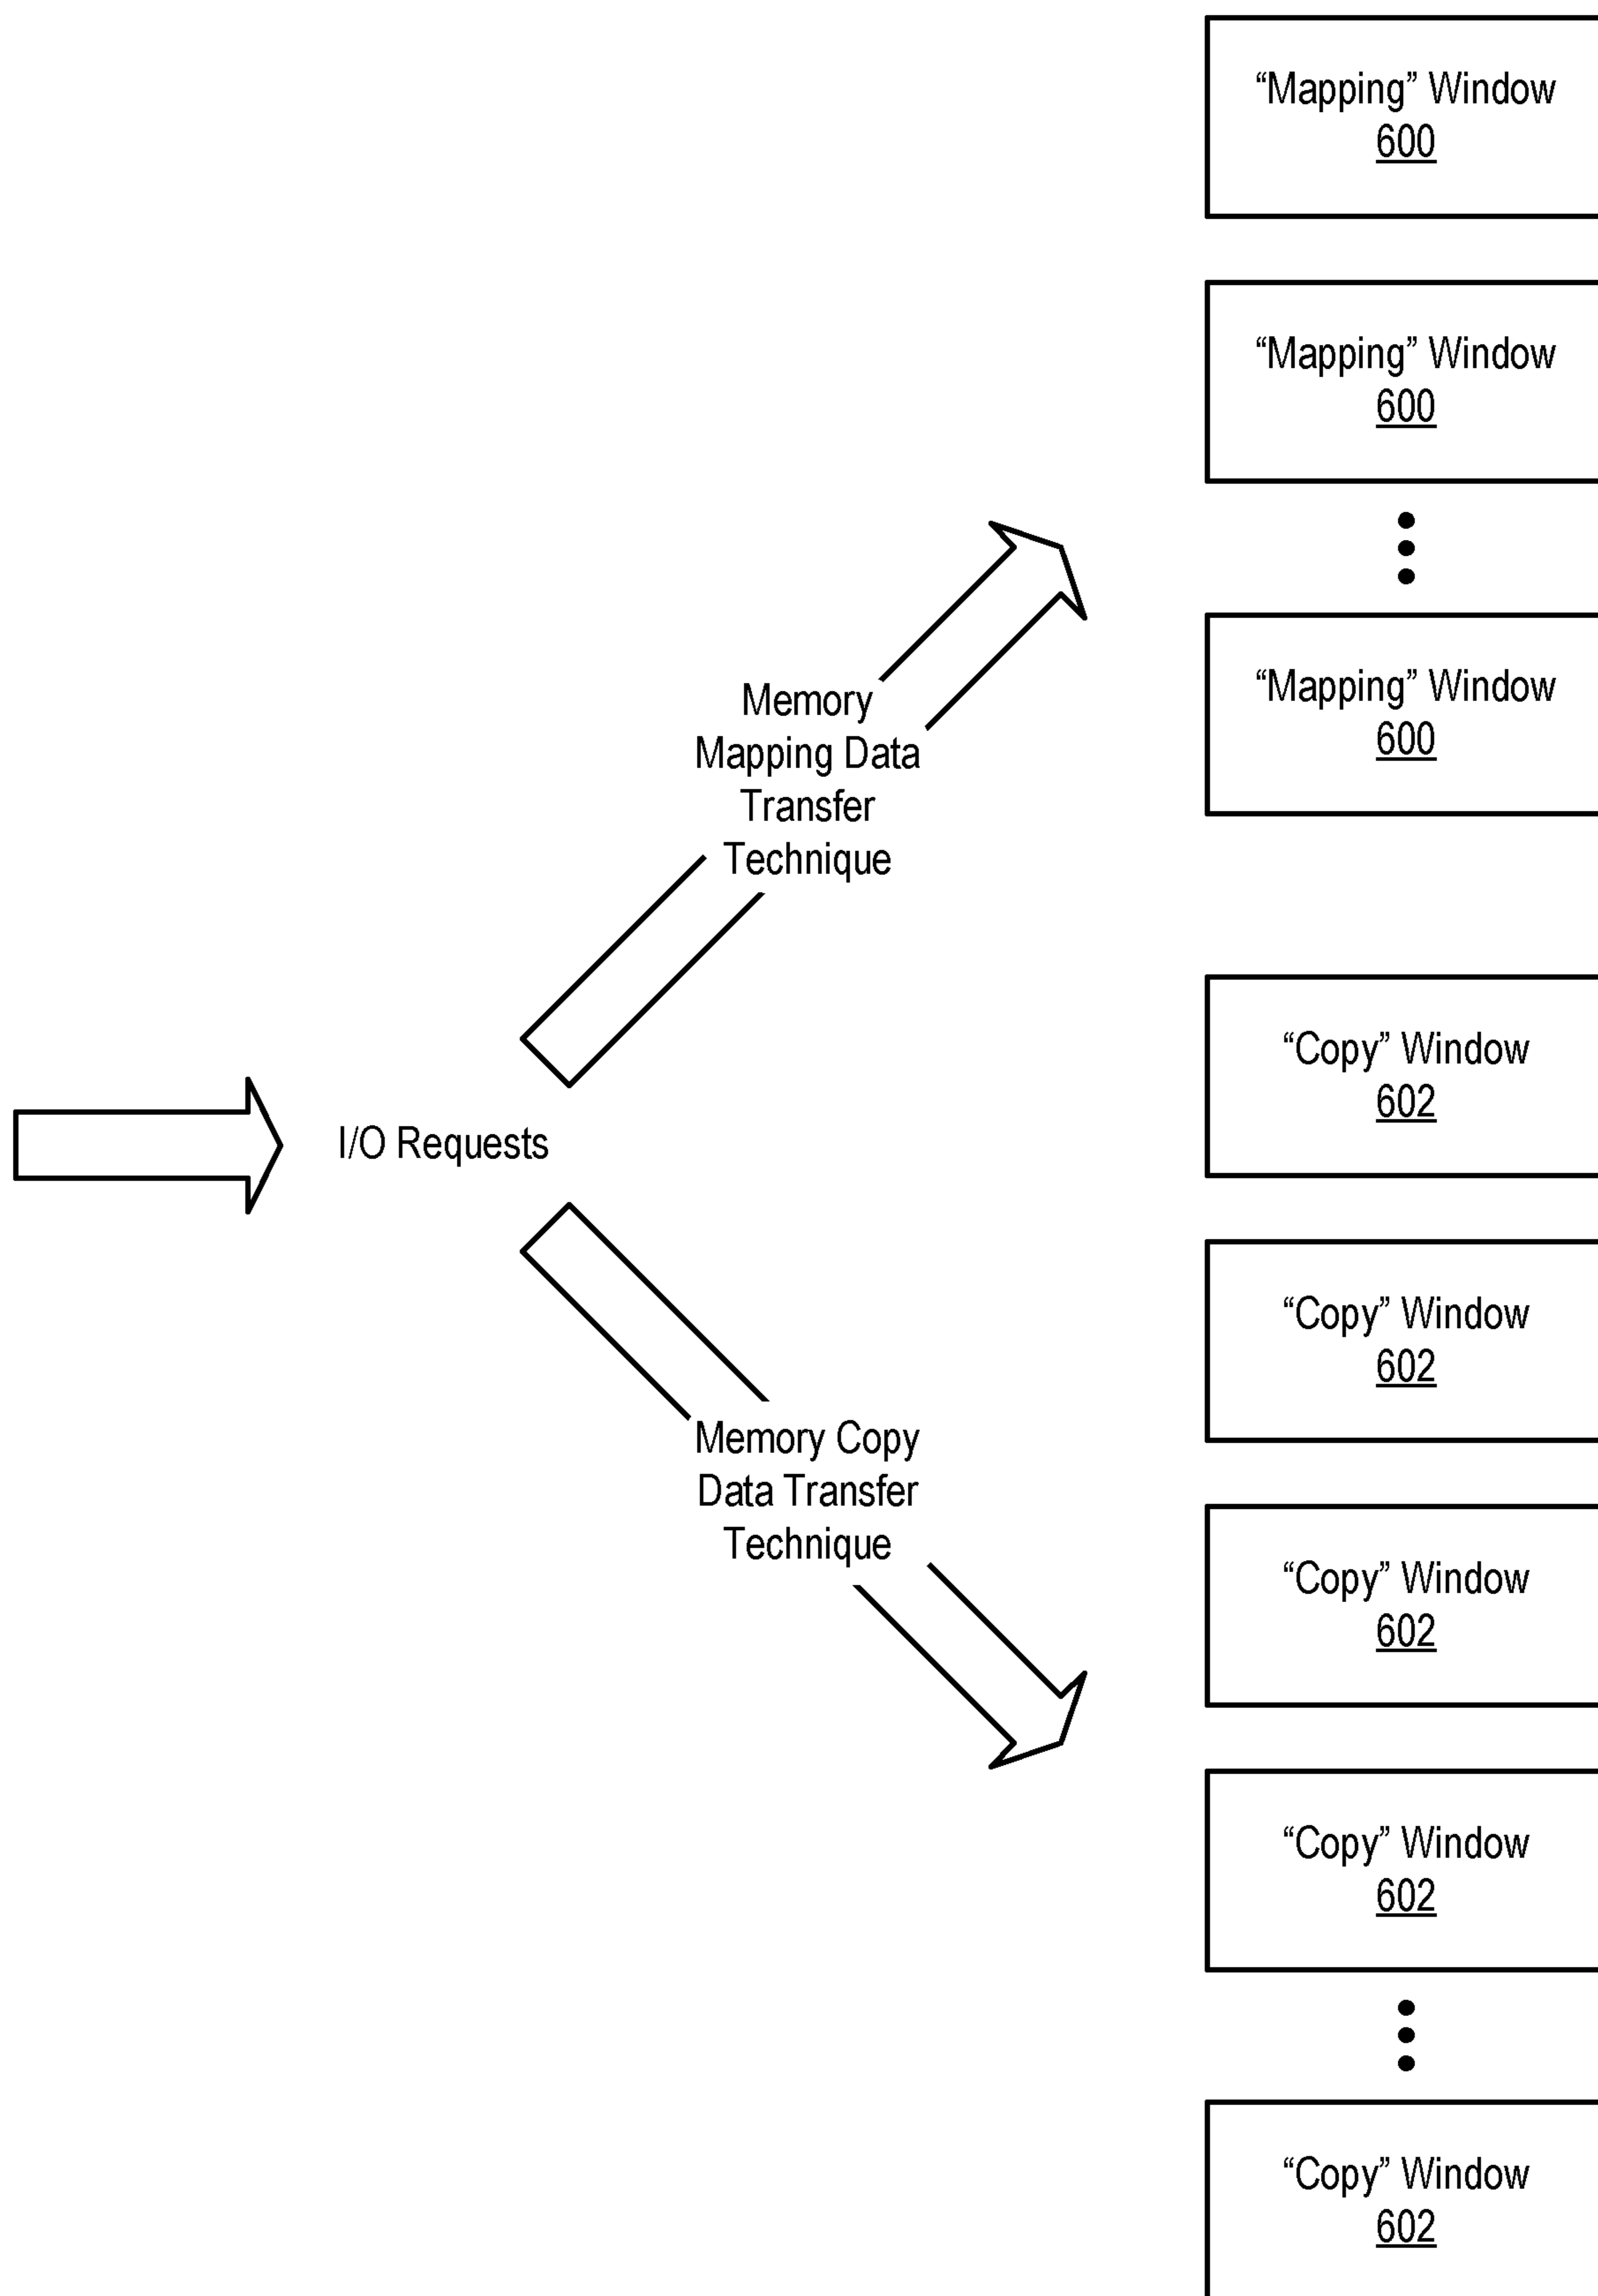 “Mapping” Window
600
“Mapping” Window
600
“Mapping” Window
600
Memory
Mapping Data
Transfer
Technique
I/O Requests
Memory Copy
Data Transfer
Technique
“Copy” Window
602
“Copy” Window
602
“Copy” Window
602
“Copy” Window
602
“Copy” Window
602